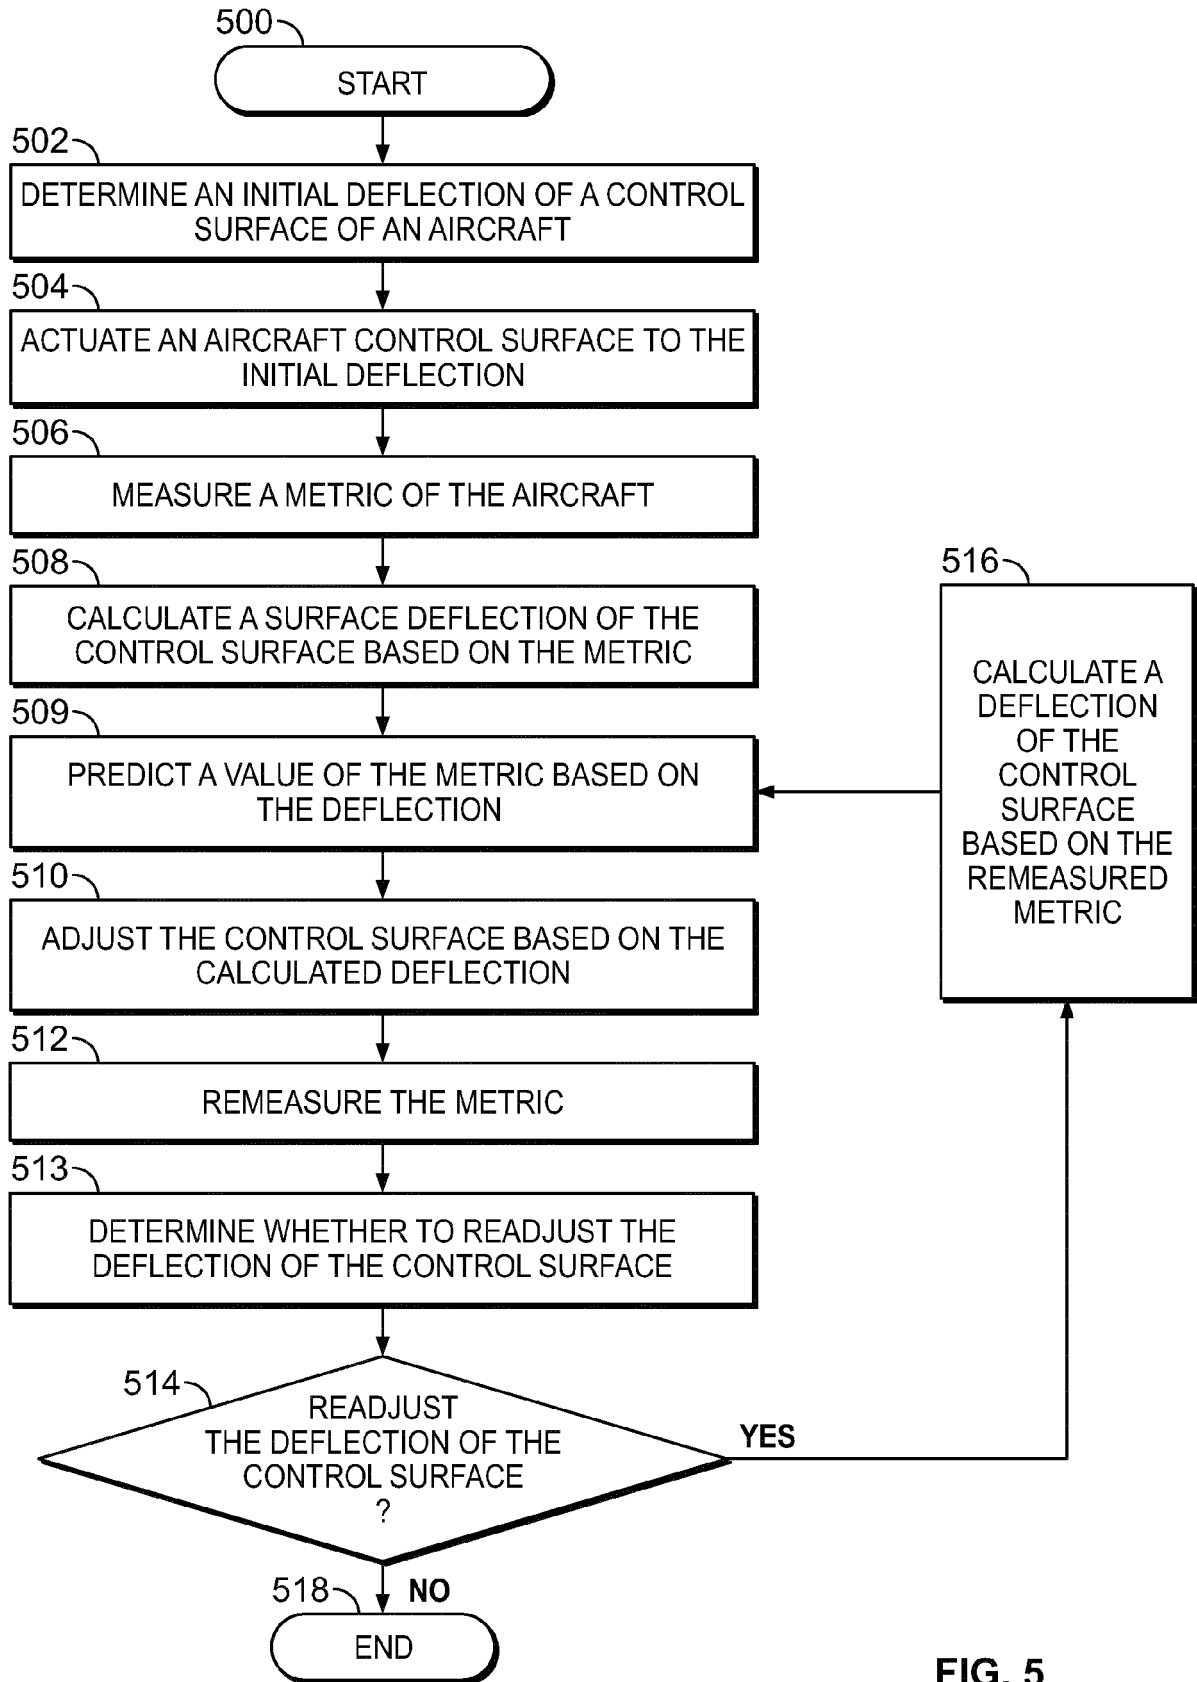 500
START
502
DETERMINE AN INITIAL DEFLECTION OF A CONTROL
SURFACE OF AN AIRCRAFT
504
ACTUATE AN AIRCRAFT CONTROL SURFACE TO THE
INITIAL DEFLECTION
506
MEASURE A METRIC OF THE AIRCRAFT
508
CALCULATE A SURFACE DEFLECTION OF THE
CONTROL SURFACE BASED ON THE METRIC
509
PREDICT A VALUE OF THE METRIC BASED ON
THE DEFLECTION
510
ADJUST THE CONTROL SURFACE BASED ON THE
CALCULATED DEFLECTION
512
REMEASURE THE METRIC
513
DETERMINE WHETHER TO READJUST THE
DEFLECTION OF THE CONTROL SURFACE
514
READJUST
THE DEFLECTION OF THE
CONTROL SURFACE
?
YES
516
CALCULATE A
DEFLECTION
OF THE
CONTROL
SURFACE
BASED ON THE
REMEASURED
METRIC
NO
518
END
FIG. 5